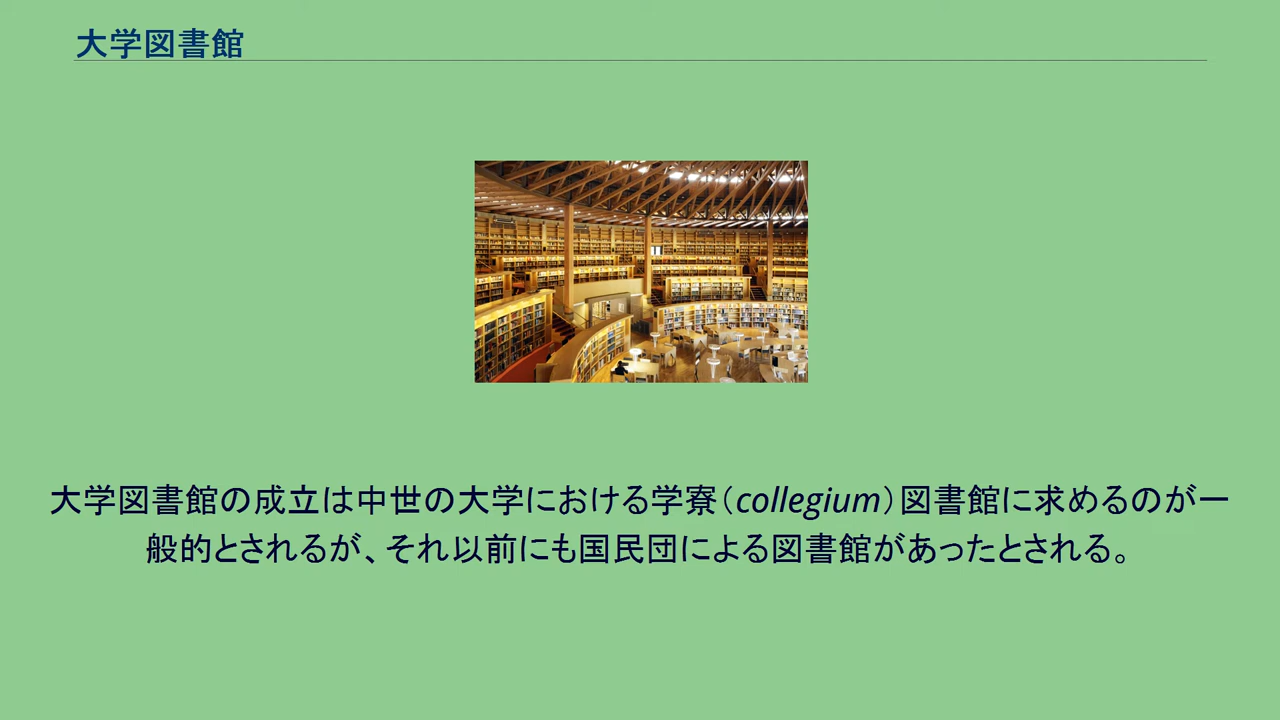 大学図書館
大学図書館の成立は中世の大学における学寮（collegium）図書館に求めるのが一
般的とされるが、それ以前にも国民団による図書館があったとされる。